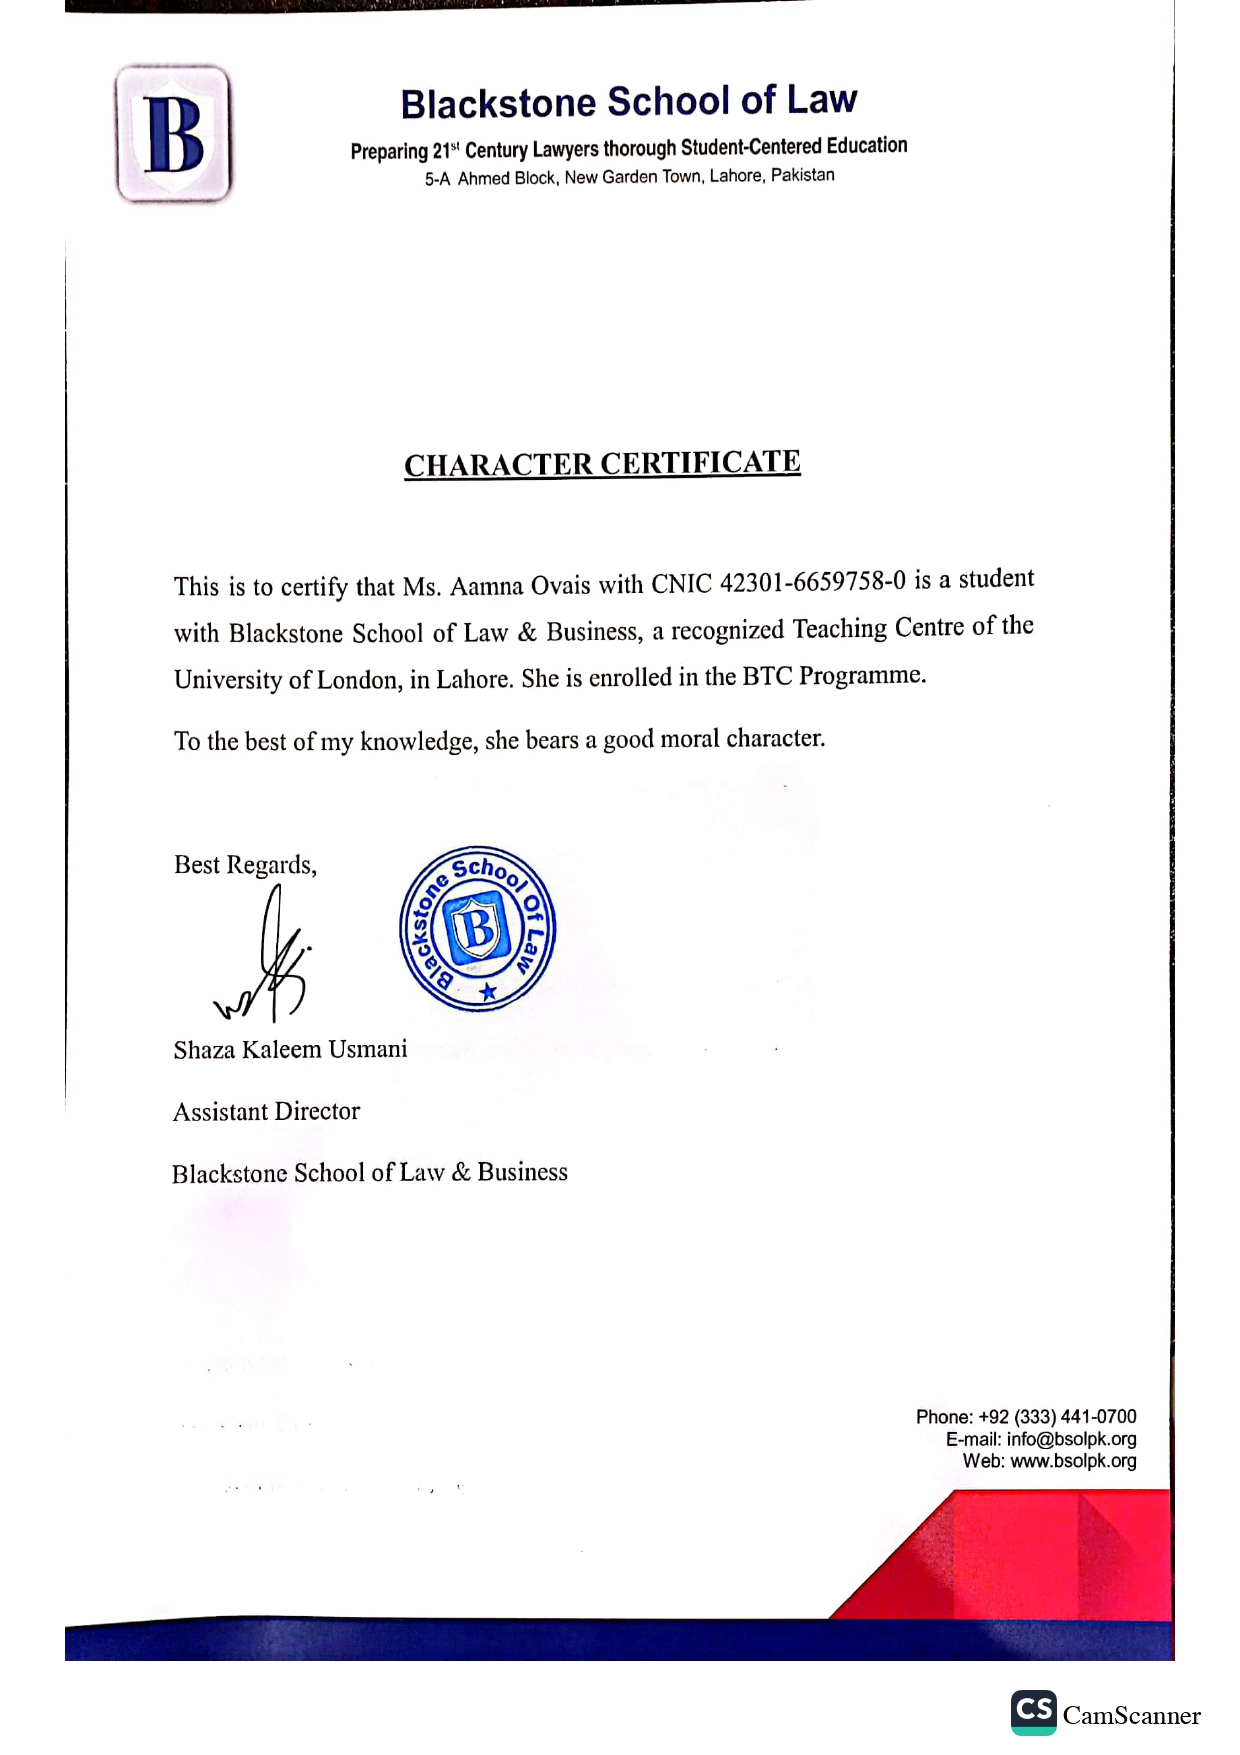 B
Blackstone School of Law
Preparing 21st Century Lawyers thorough Student-Centered Education
5-A Ahmed Block, New Garden Town, Lahore, Pakistan
CHARACTER CERTIFICATE
This is to certify that Ms. Aamna Ovais with CNIC 42301-6659758-0 is a student
with Blackstone School of Law & Business, a recognized Teaching Centre of the
University of London, in Lahore. She is enrolled in the BTC Programme.
To the best of my knowledge, she bears a good moral character.
Best Regards,
Blackstone School Of Law
B
Shaza Kaleem Usmani
Assistant Director
Blackstone School of Law & Business
Phone: +92 (333) 441-0700
E-mail: info@bsolpk.org
Web: www.bsolpk.org
CS CamScanner